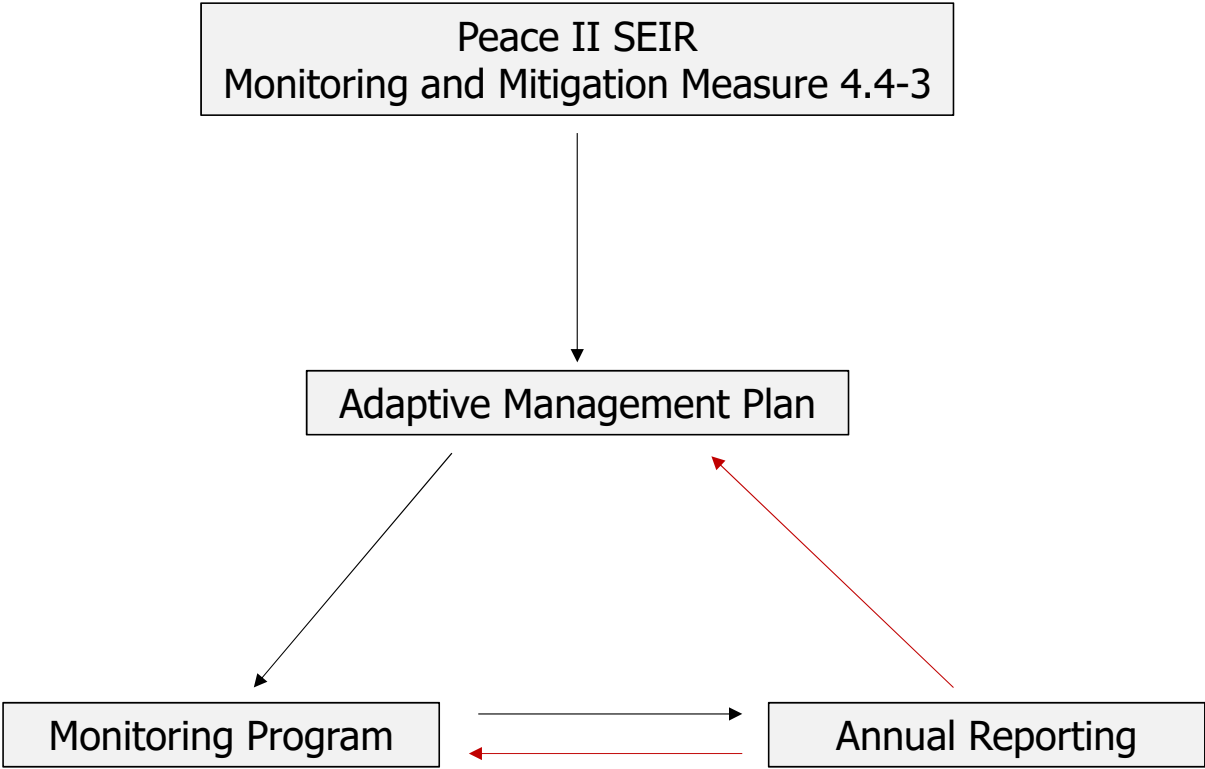 Peace II SEIR
Monitoring and Mitigation Measure 4.4-3
Adaptive Management Plan
Monitoring Program
Annual Reporting